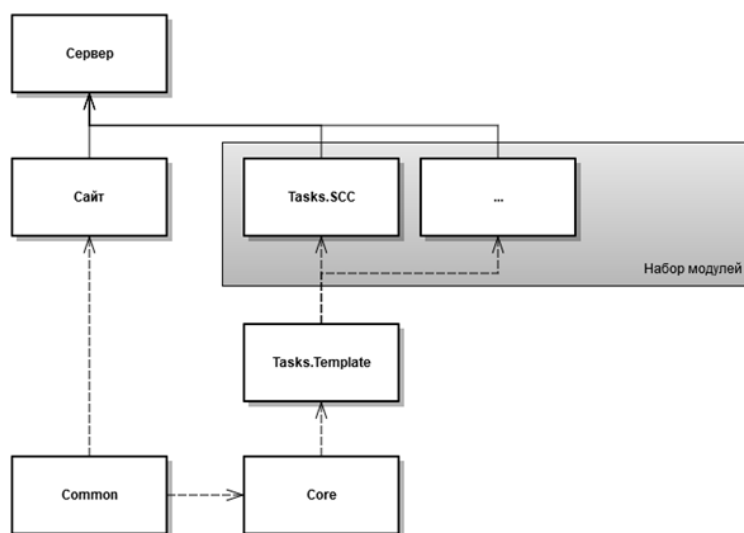 Сервер
Сайт
Tasks.SCC
...
Набор модулей
Tasks.Template
Common
Core